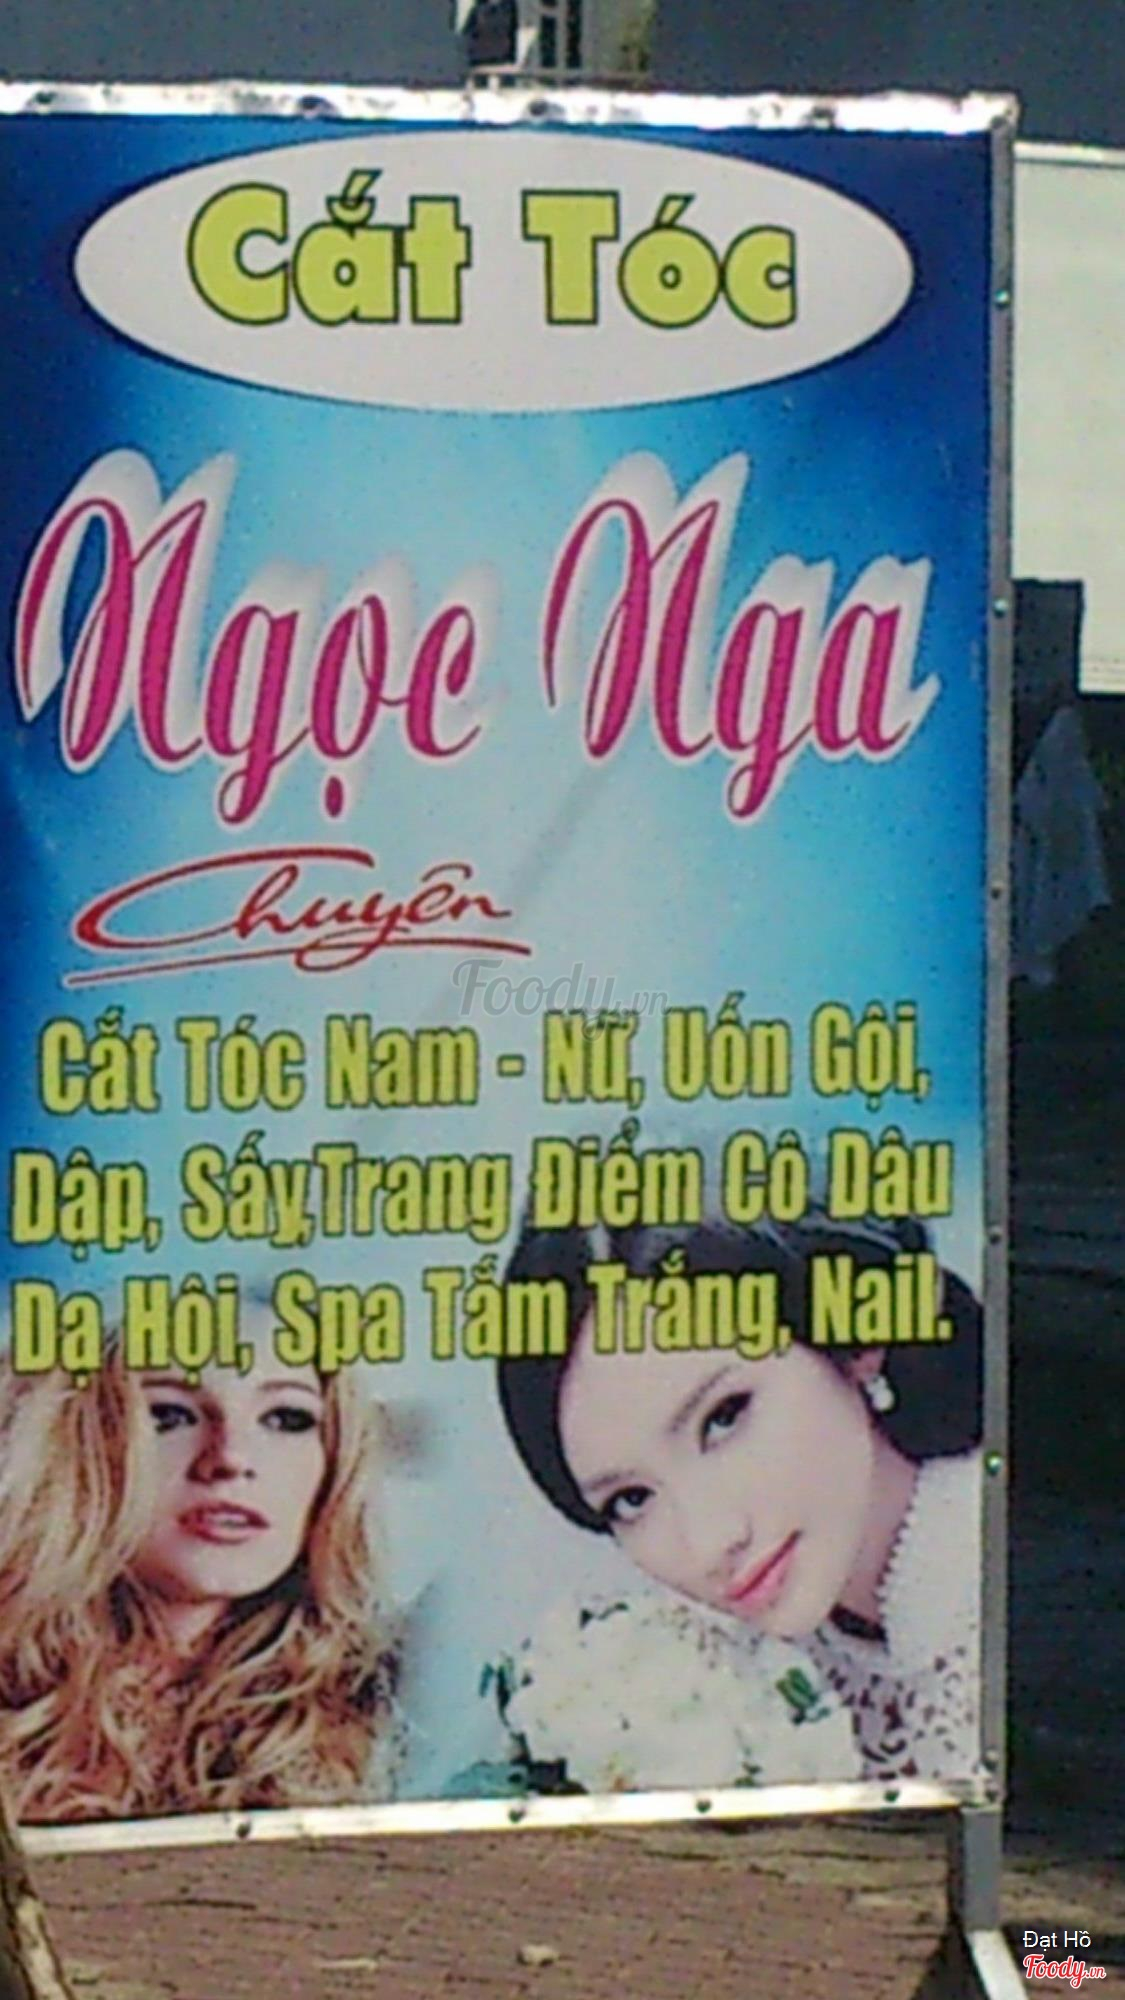 Cắt Tóc
Ngọc Nga
Chuyên
Foody.vn
Cắt Tóc Nam - Nữ, Uốn Gội,
Dập, Sấy,Trang Điểm Cô Dâu
Dạ Hội, Spa Tắm Trắng, Nail.
Đạt Hồ
Foody.vn